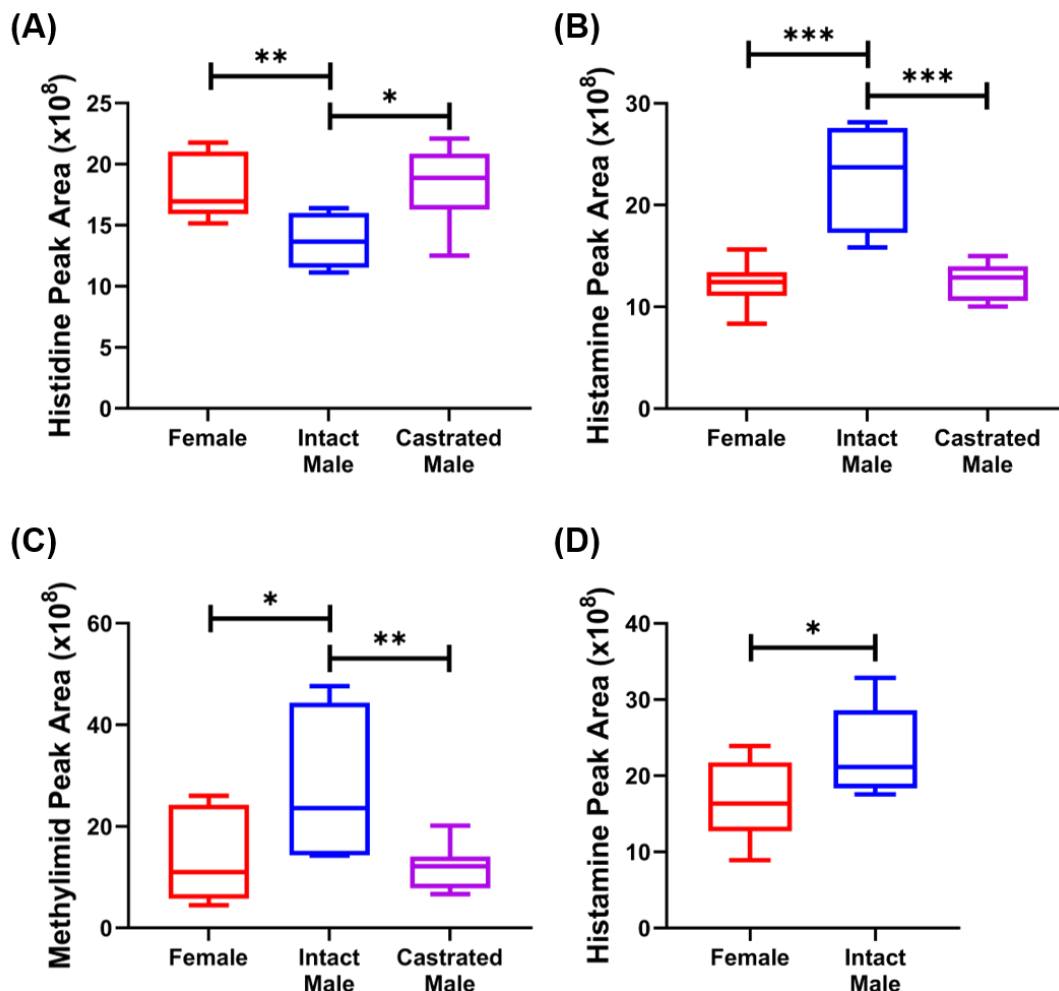 (A)
**
*
Histidine Peak Area (x10⁸)
25
20
15
10
5
0
Female
Intact
Male
Castrated
Male
(B)
***
***
Histamine Peak Area (x10⁸)
30
20
10
0
Female
Intact
Male
Castrated
Male
(C)
*
**
Methylimid Peak Area (x10⁸)
60
40
20
0
Female
Intact
Male
Castrated
Male
(D)
*
Histamine Peak Area (x10⁸)
40
30
20
10
0
Female
Intact
Male